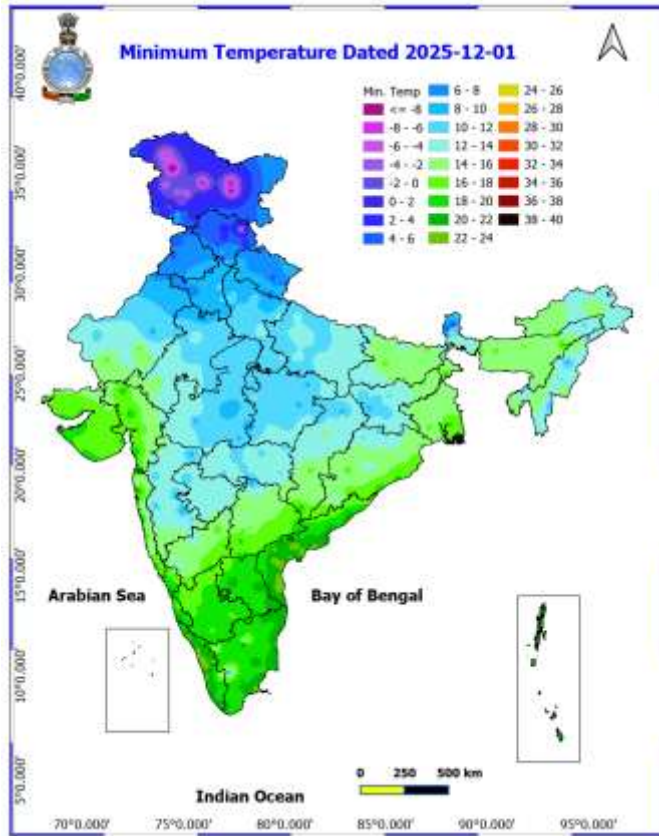 Minimum Temperature Dated 2025-12-01
Min. Temp
<= -8
-8 - -6
-6 - -4
-4 - -2
-2 - 0
0 - 2
2 - 4
4 - 6
6 - 8
8 - 10
10 - 12
12 - 14
14 - 16
16 - 18
18 - 20
20 - 22
22 - 24
24 - 26
26 - 28
28 - 30
30 - 32
32 - 34
34 - 36
36 - 38
38 - 40
40°0.000'
35°0.000'
30°0.000'
25°0.000'
20°0.000'
15°0.000'
10°0.000'
5°0.000'
Arabian Sea
Bay of Bengal
0 250 500 km
Indian Ocean
70°0.000' 75°0.000' 80°0.000' 85°0.000' 90°0.000' 95°0.000'